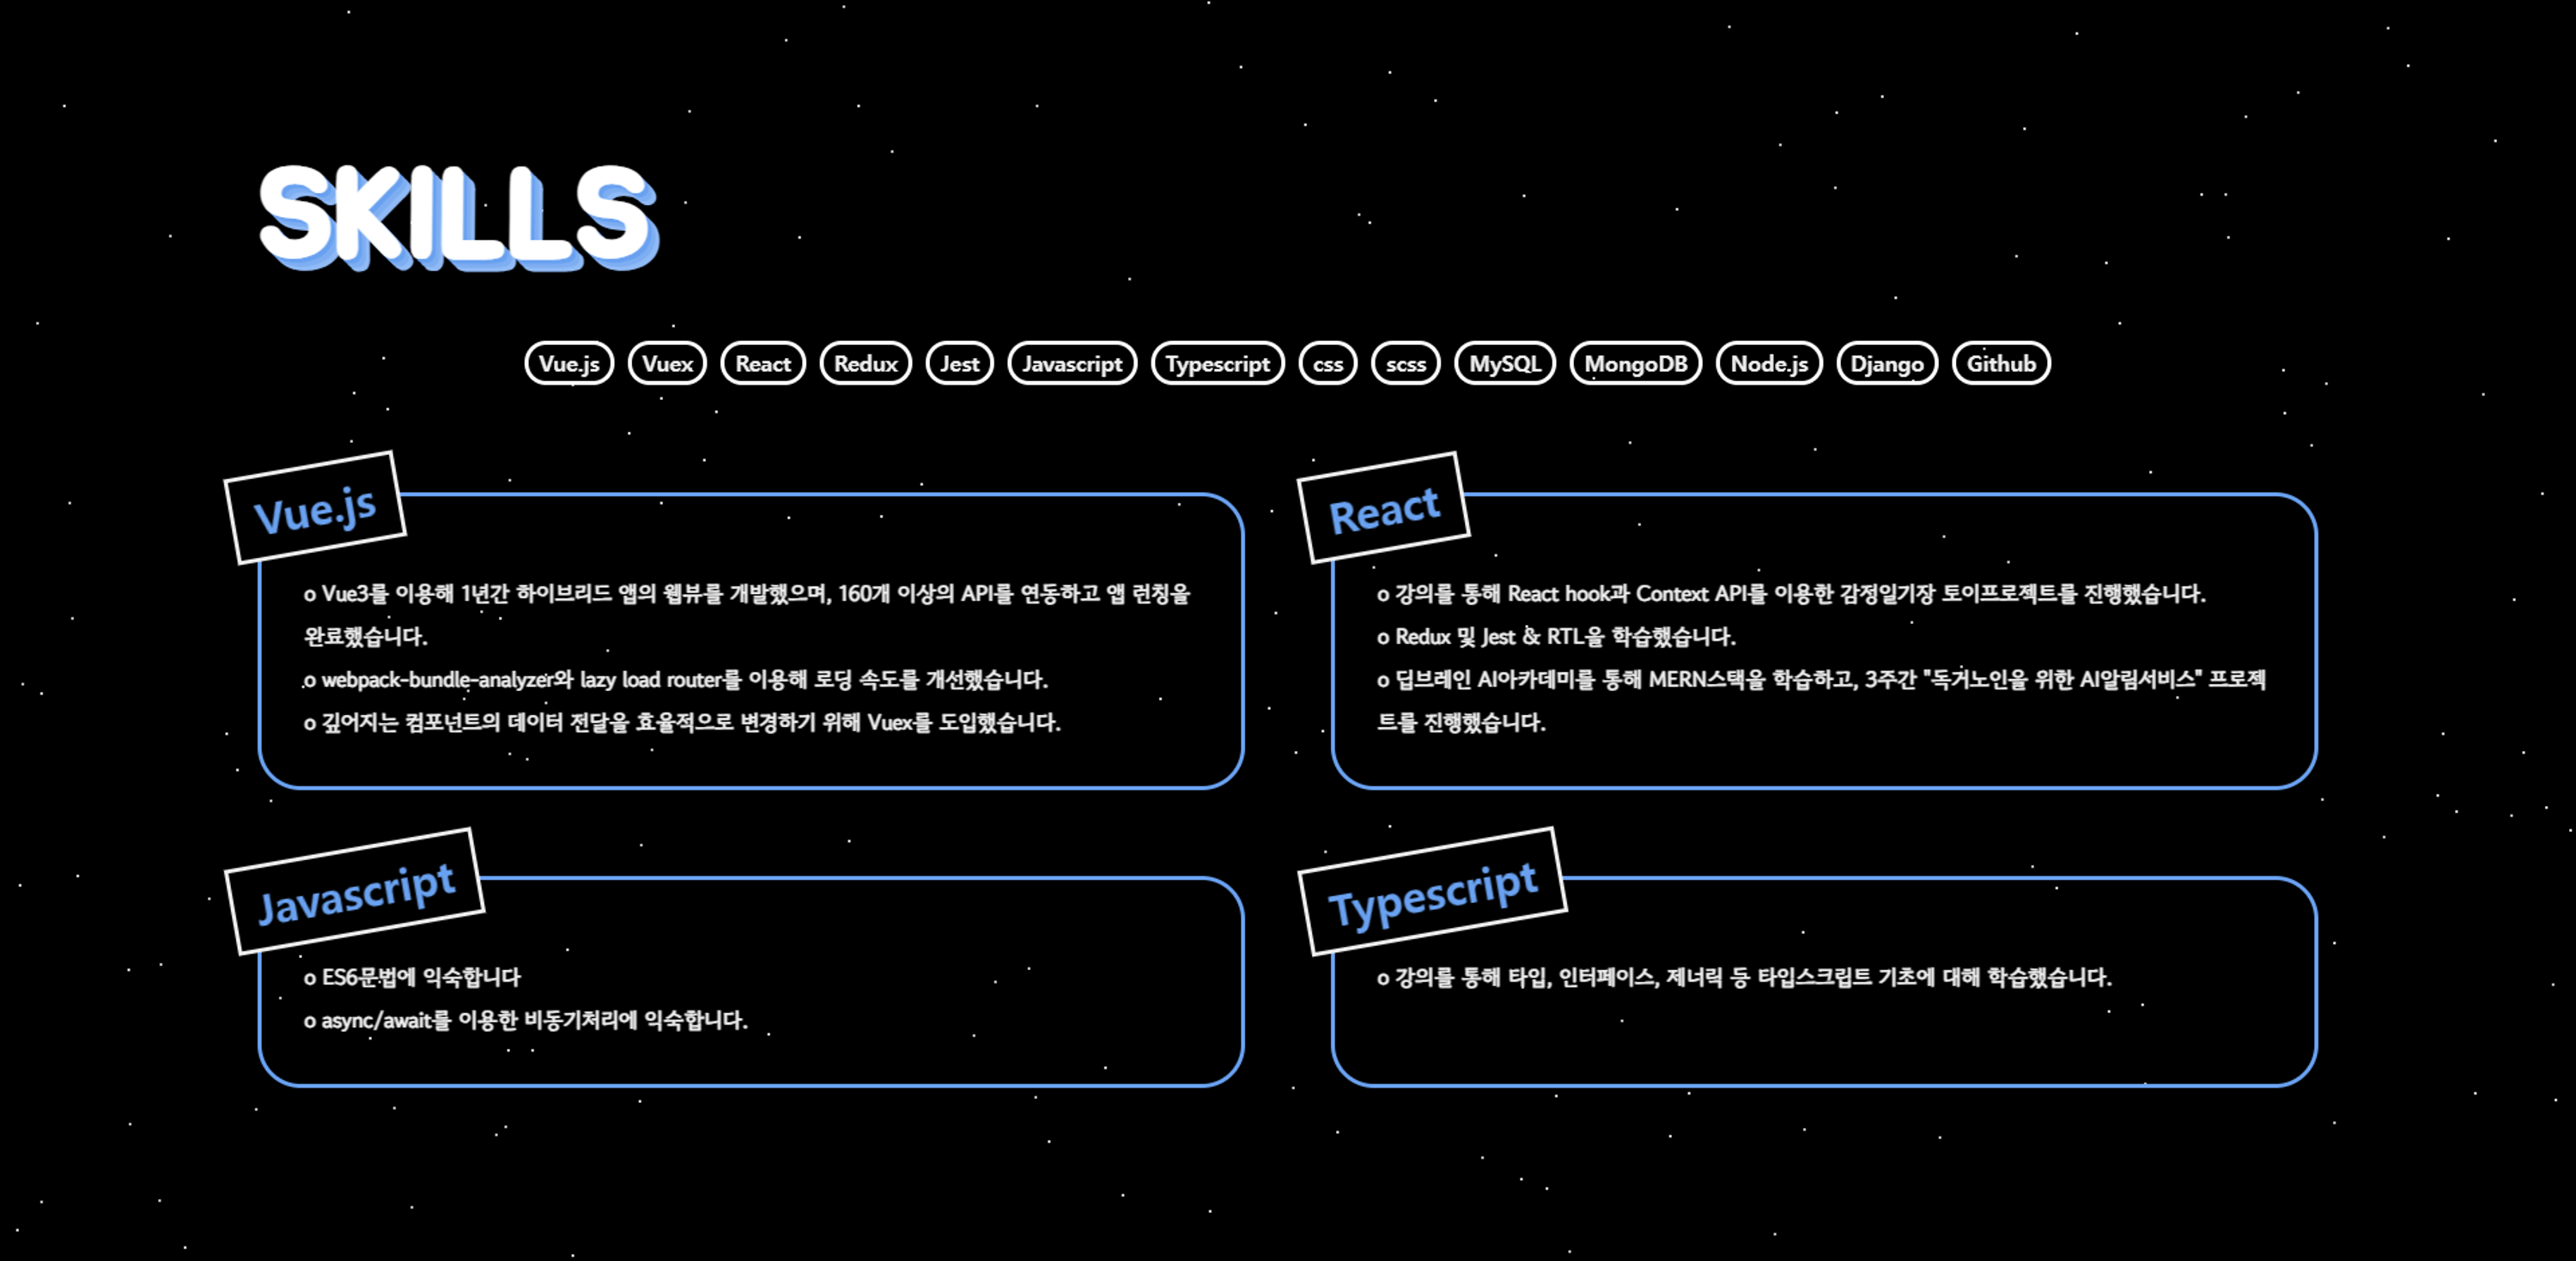 SKILLS
Vue.js Vuex React Redux Jest Javascript Typescript css scss MySQL MongoDB Node.js Django Github
Vue.js
o Vue3를 이용해 1년간 하이브리드 앱의 웹뷰를 개발했으며, 160개 이상의 API를 연동하고 앱 런칭을
완료했습니다.
o webpack-bundle-analyzer와 lazy load router를 이용해 로딩 속도를 개선했습니다.
o 깊어지는 컴포넌트의 데이터 전달을 효율적으로 변경하기 위해 Vuex를 도입했습니다.
React
o 강의를 통해 React hook과 Context API를 이용한 감정일기장 토이프로젝트를 진행했습니다.
o Redux 및 Jest & RTL을 학습했습니다.
o 딥브레인 AI아카데미를 통해 MERN스택을 학습하고, 3주간 "독거노인을 위한 AI알림서비스" 프로젝
트를 진행했습니다.
Javascript
o ES6문법에 익숙합니다
o async/await를 이용한 비동기처리에 익숙합니다.
Typescript
o 강의를 통해 타입, 인터페이스, 제너릭 등 타입스크립트 기초에 대해 학습했습니다.